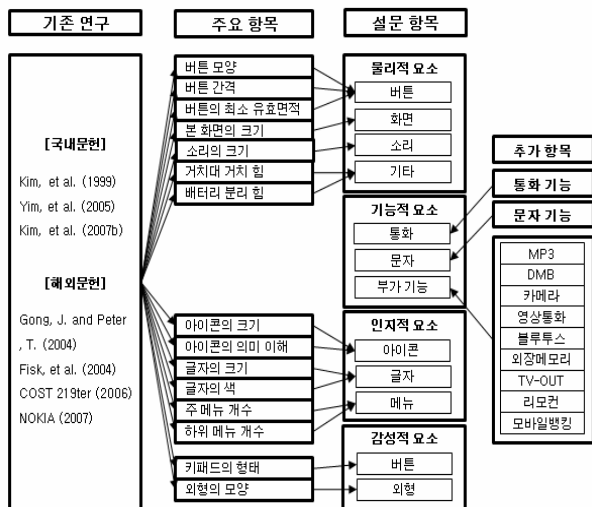 기존 연구
주요 항목
설문 항목
[국내문헌]
Kim, et al. (1999)
Yim, et al. (2005)
Kim, et al. (2007b)
[해외문헌]
Gong, J. and Peter
, T. (2004)
Fisk, et al. (2004)
COST 219ter (2006)
NOKIA (2007)
버튼 모양
버튼 간격
버튼의 최소 유효면적
본 화면의 크기
소리의 크기
거치대 거치 힘
배터리 분리 힘
아이콘의 크기
아이콘의 의미 이해
글자의 크기
글자의 색
주 메뉴 개수
하위 메뉴 개수
키패드의 형태
외형의 모양
물리적 요소
버튼
화면
소리
기타
기능적 요소
통화
문자
부가 기능
인지적 요소
아이콘
글자
메뉴
감성적 요소
버튼
외형
추가 항목
통화 기능
문자 기능
MP3
DMB
카메라
영상통화
블루투스
외장메모리
TV-OUT
리모컨
모바일뱅킹